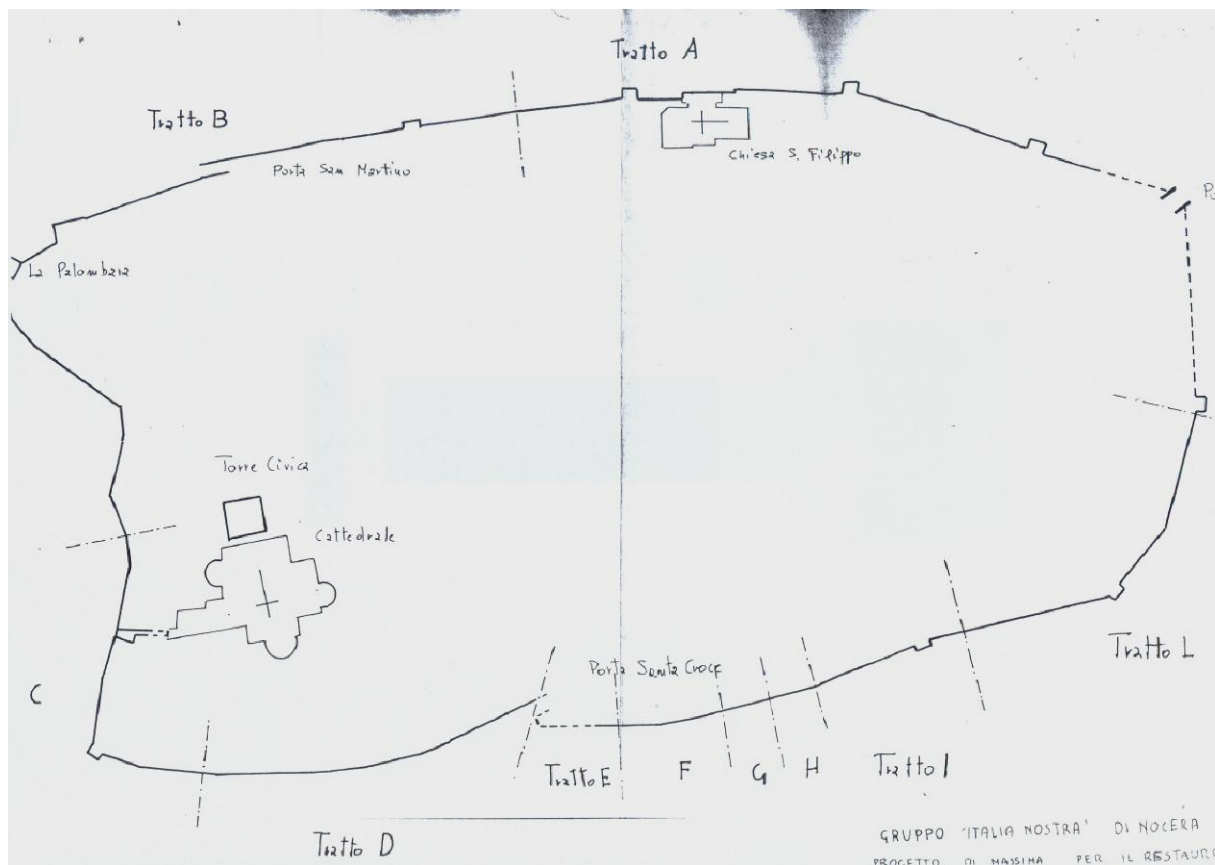 Tratto A
Tratto B
Porta San Martino
Chiesa S. Filippo
La Palombara
Torre Civica
Cattedrale
Porta Santa Croce
C
Tratto L
Tratto E
F
G
H
Tratto I
Tratto D
GRUPPO "ITALIA NOSTRA" DI NOCERA
PROGETTO DI MASSIMA PER IL RESTAURO